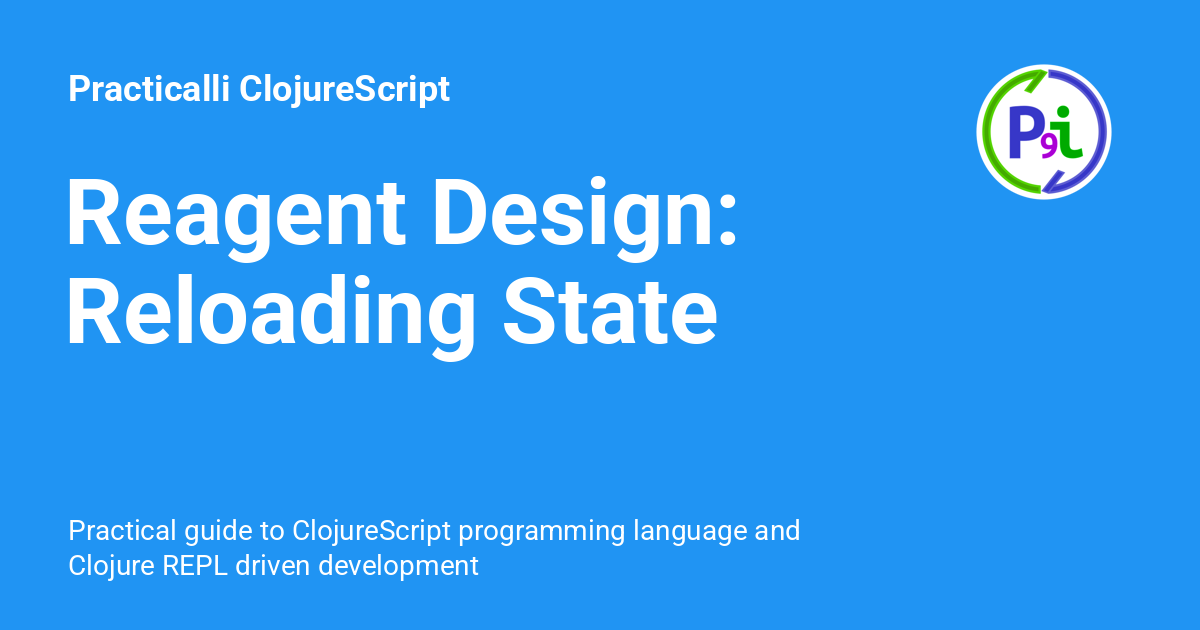 Practicalli ClojureScript
P9i
Reagent Design:
Reloading State
Practical guide to ClojureScript programming language and
Clojure REPL driven development